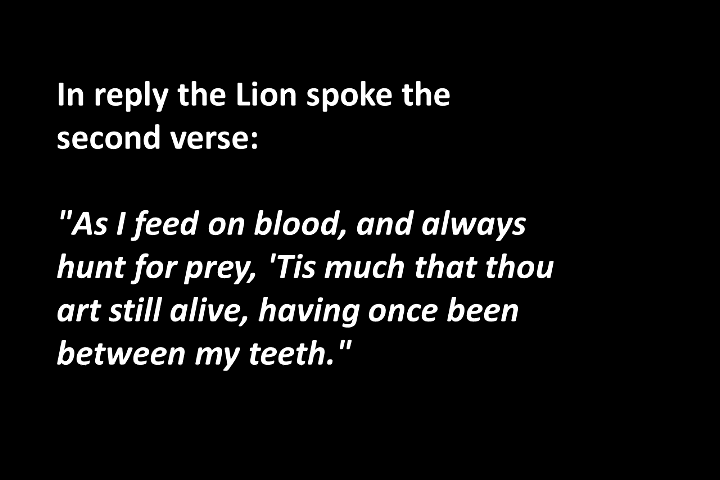 In reply the Lion spoke the
second verse:
"As I feed on blood, and always
hunt for prey, 'Tis much that thou
art still alive, having once been
between my teeth."